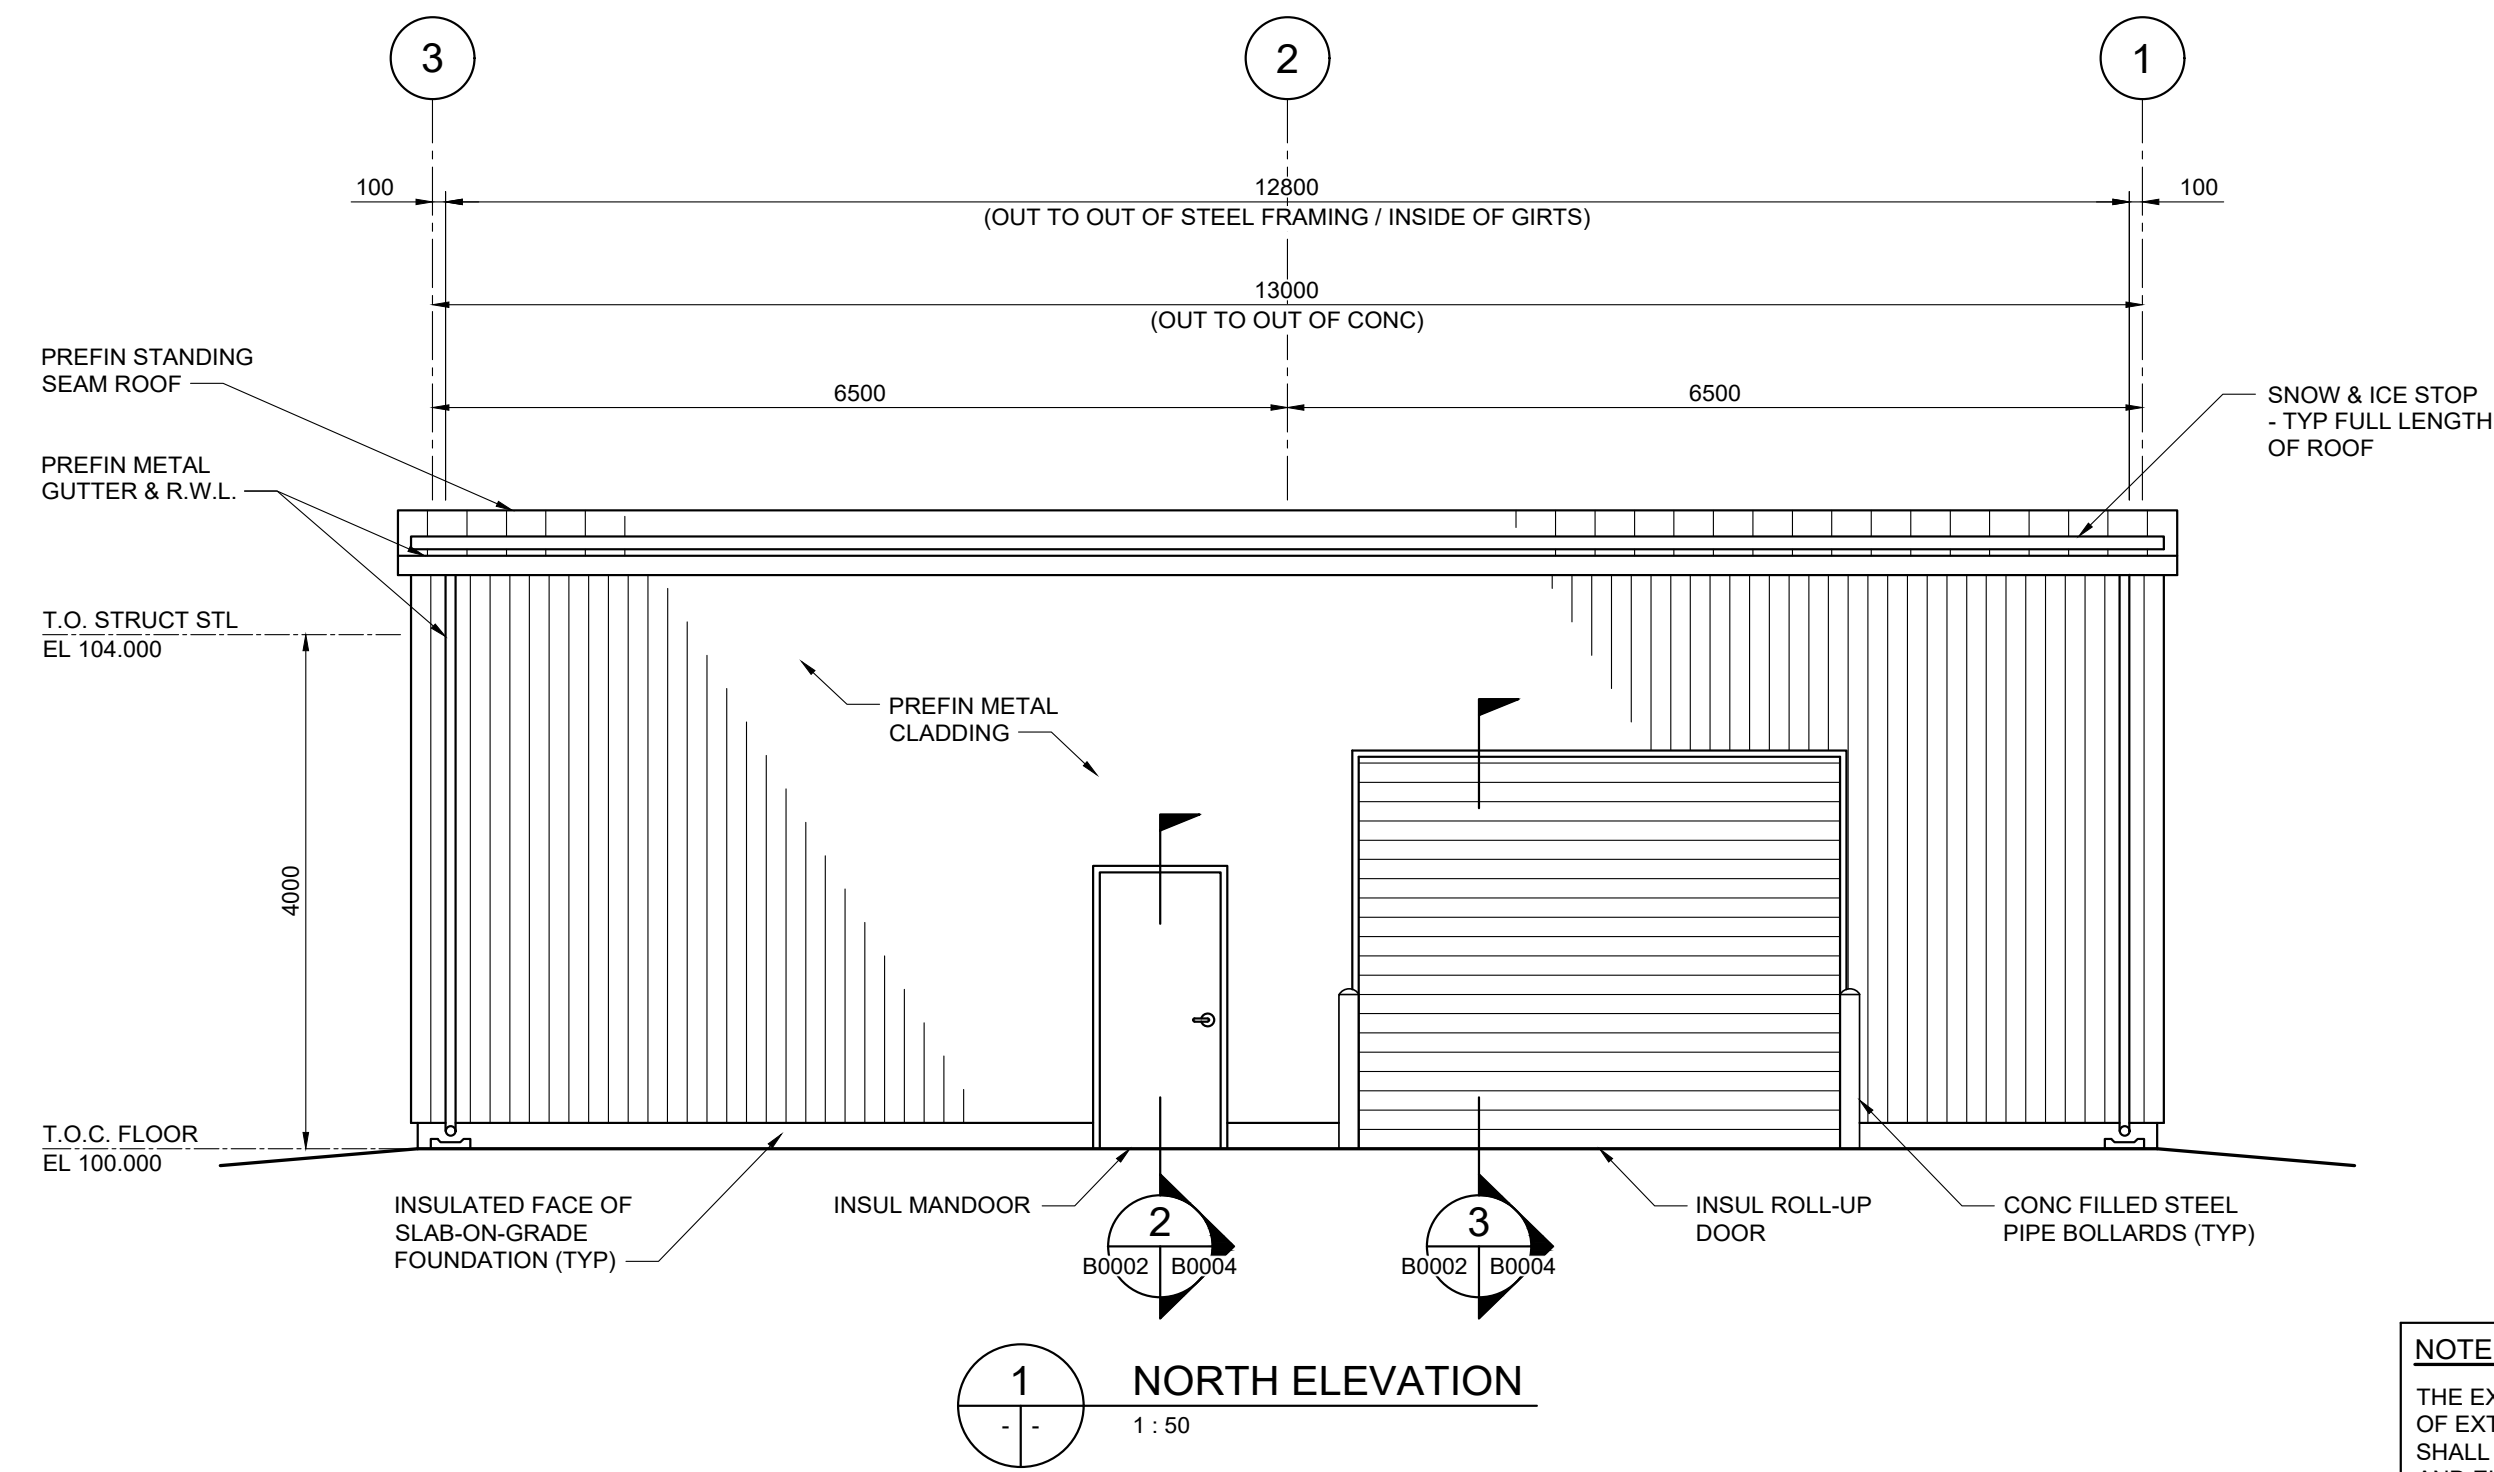 3
2
1
100
12800
100
(OUT TO OUT OF STEEL FRAMING / INSIDE OF GIRTS)
13000
(OUT TO OUT OF CONC)
6500
6500
PREFIN STANDING
SEAM ROOF
PREFIN METAL
GUTTER & R.W.L.
SNOW & ICE STOP
- TYP FULL LENGTH
OF ROOF
T.O. STRUCT STL
EL 104.000
PREFIN METAL
CLADDING
4000
T.O.C. FLOOR
EL 100.000
INSULATED FACE OF
SLAB-ON-GRADE
FOUNDATION (TYP)
INSUL MANDOOR
2
B0002
B0004
3
B0002
B0004
INSUL ROLL-UP
DOOR
CONC FILLED STEEL
PIPE BOLLARDS (TYP)
1
- -
NORTH ELEVATION
1 : 50
NOTE
THE
OF
SHALL